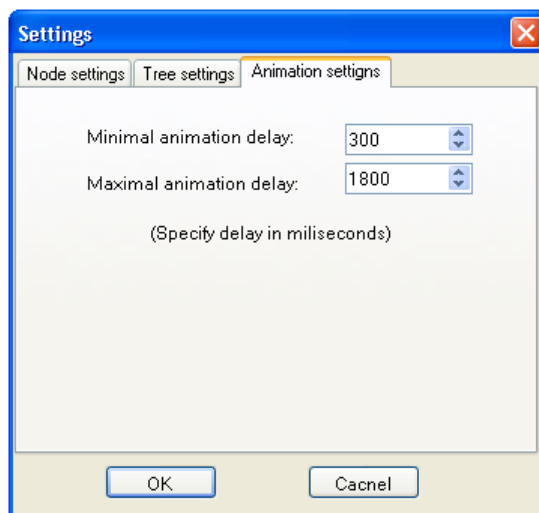 Settings
Node settings Tree settings Animation settigns
Minimal animation delay: 300
Maximal animation delay: 1800
(Specify delay in miliseconds)
OK Cacnel